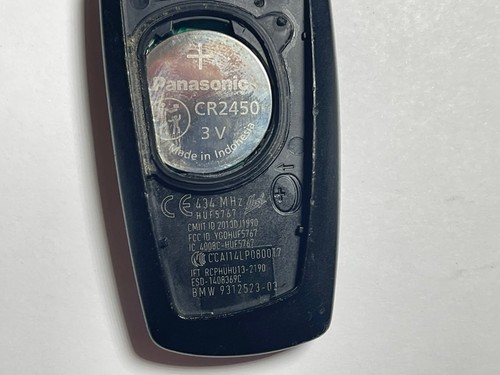 +
Panasonic
CR2450
3V
Made in Indonesia
+
CE 434 MHz
HUF5767
CMIIT ID 2013DJ1990
FCC ID YGOHUF5767
IC 4008C-HUF5767
CCAI14LP0800T7
IFT RCPHUHU13-2190
ESD-1408369C
BMW 9312523-02